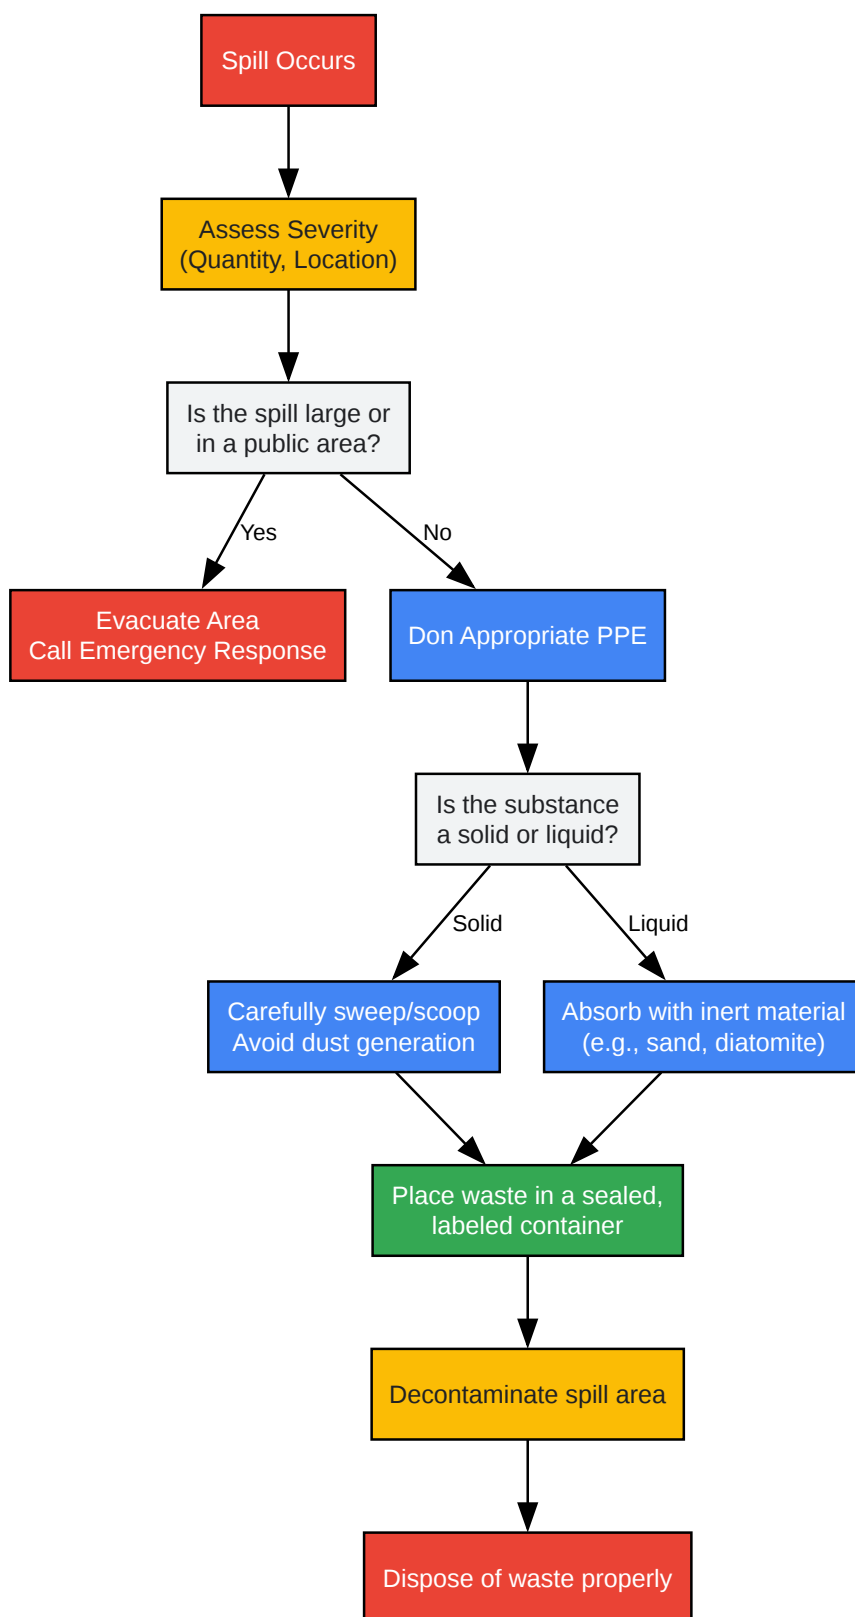 Spill Occurs
Assess Severity
(Quantity, Location)
Is the spill large or
in a public area?
Yes
No
Evacuate Area
Call Emergency Response
Don Appropriate PPE
Is the substance
a solid or liquid?
Solid
Liquid
Carefully sweep/scoop
Avoid dust generation
Absorb with inert material
(e.g., sand, diatomite)
Place waste in a sealed,
labeled container
Decontaminate spill area
Dispose of waste properly